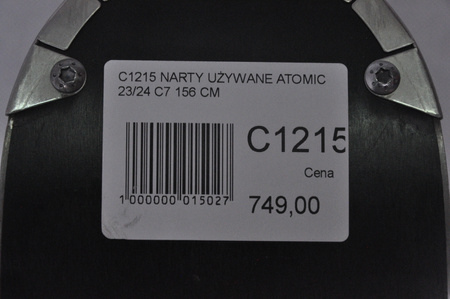 C1215 NARTY UŻYWANE ATOMIC
23/24 C7 156 CM
C1215
Cena
1 000000 015027
749,00